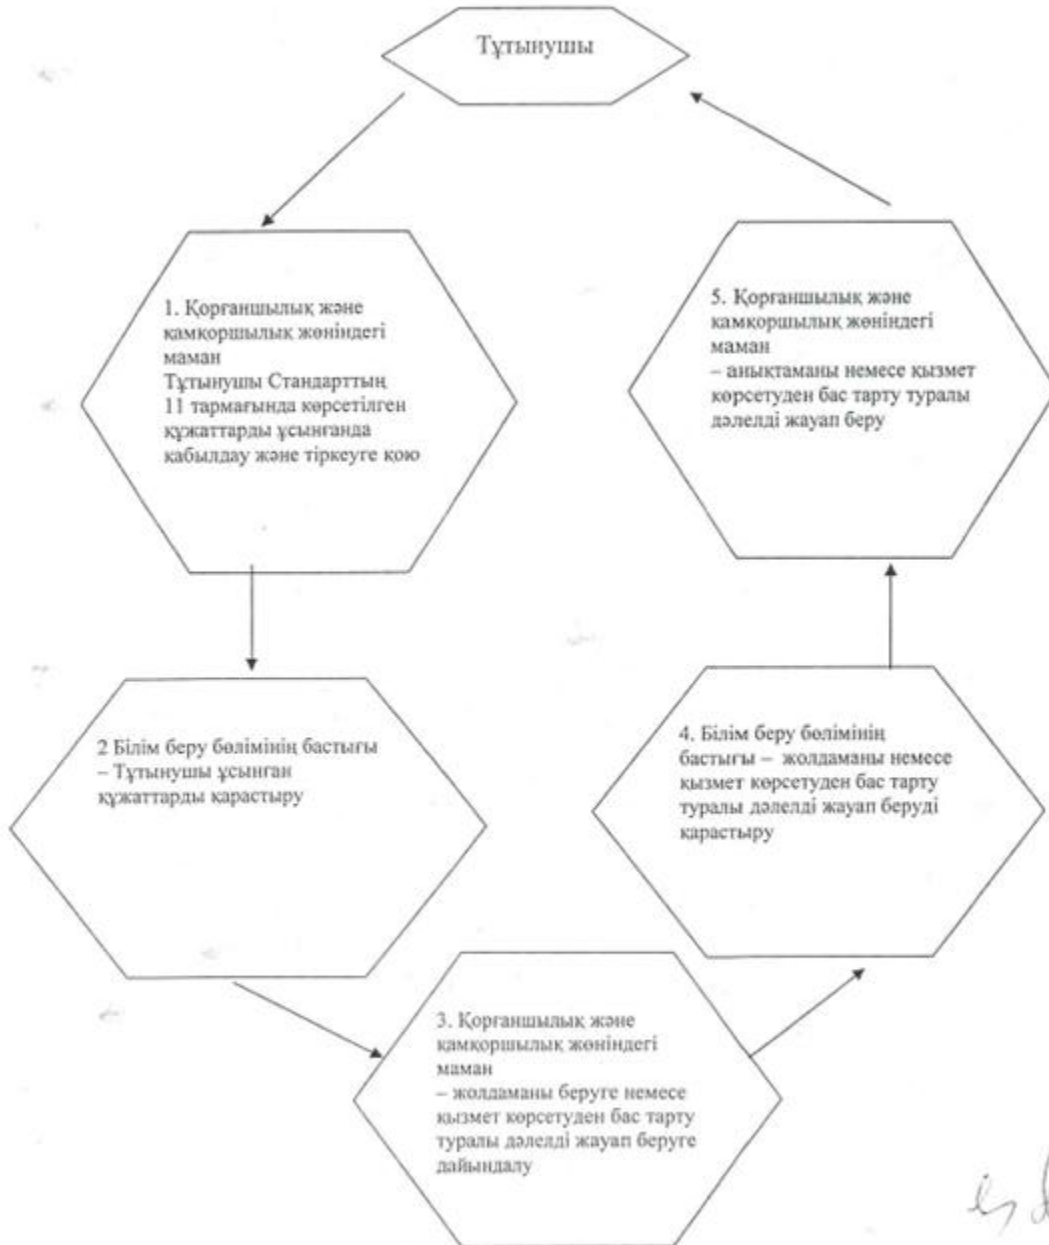 Тұтынушы
1. Қорғаншылық және
қамқоршылық жөніндегі
маман
Тұтынушы Стандарттың
11 тармағында көрсетілген
құжаттарды ұсынғанда
қабылдау және тіркеуге қою
2 Білім беру бөлімінің бастығы
– Тұтынушы ұсынған
құжаттарды қарастыру
3. Қорғаншылық және
қамқоршылық жөніндегі
маман
– жолдаманы беруге немесе
қызмет көрсетуден бас тарту
туралы дәлелді жауап беруге
дайындалу
4. Білім беру бөлімінің
бастығы – жолдаманы немесе
қызмет көрсетуден бас тарту
туралы дәлелді жауап беруді
қарастыру
5. Қорғаншылық және
қамқоршылық жөніндегі
маман
– анықтаманы немесе қызмет
көрсетуден бас тарту туралы
дәлелді жауап беру